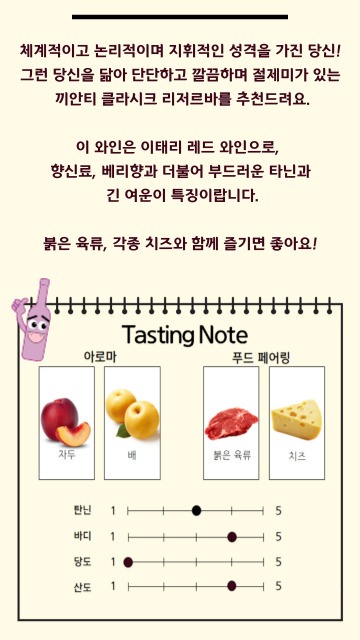 체계적이고 논리적이며 지휘적인 성격을 가진 당신!
그런 당신을 닮아 단단하고 깔끔하며 절제미가 있는
끼안티 클라시크 리저르바를 추천드려요.
이 와인은 이태리 레드 와인으로,
향신료, 베리향과 더불어 부드러운 타닌과
긴 여운이 특징이랍니다.
붉은 육류, 각종 치즈와 함께 즐기면 좋아요!
Tasting Note
아로마 푸드 페어링
자두 배 붉은 육류 치즈
탄닌 1 5
바디 1 5
당도 1 5
산도 1 5